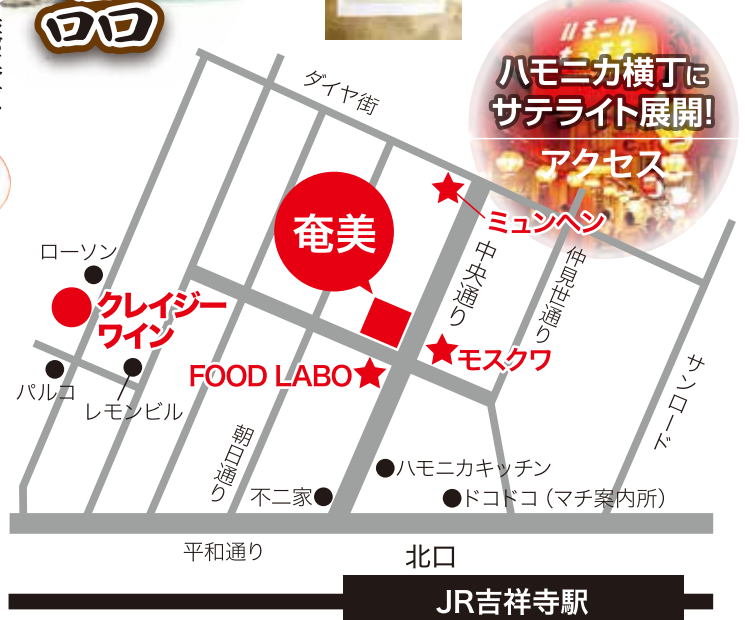 ハモニカ横丁に
サテライト展開!
アクセス
ダイヤ街
ミュンヘン
奄美
中央通り
仲見世通り
ローソン
クレイジー
ワイン
サンロード
モスクワ
FOOD LABO
パルコ
レモンビル
朝日通り
ハモニカキッチン
不二家
ドコドコ(マチ案内所)
平和通り
北口
JR吉祥寺駅